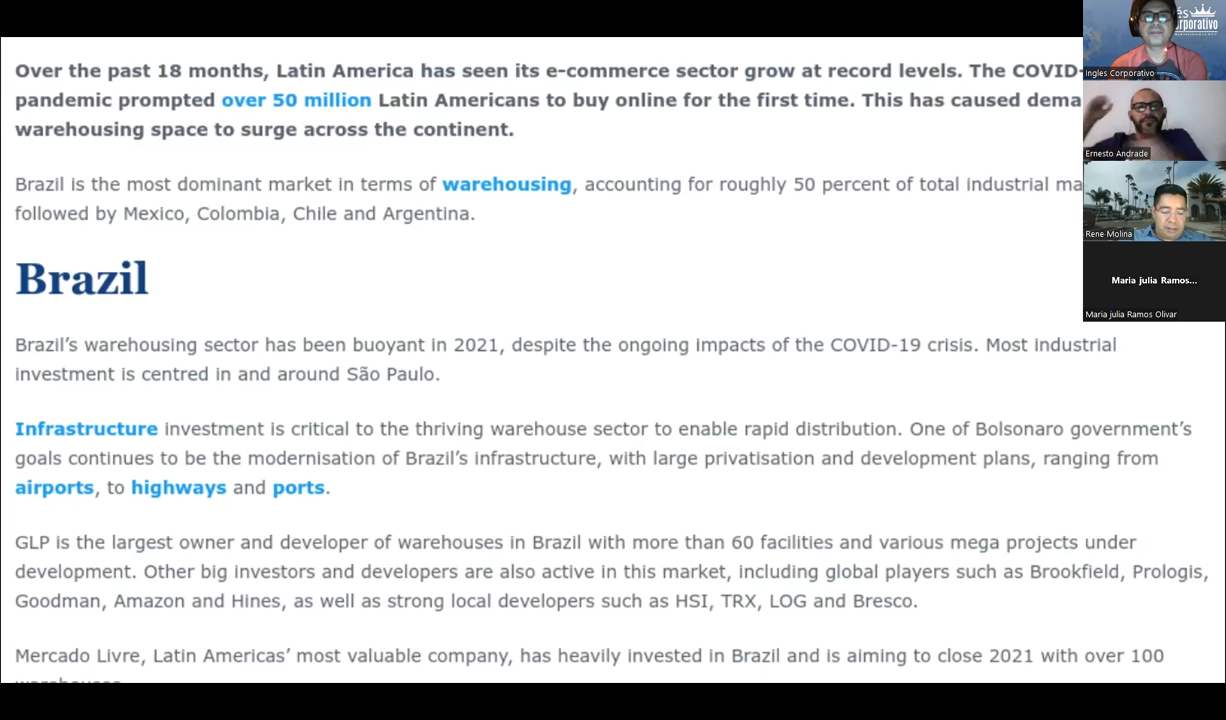 Over the past 18 months, Latin America has seen its e-commerce sector grow at record levels. The COVID-
pandemic prompted over 50 million Latin Americans to buy online for the first time. This has caused
warehousing space to surge across the continent.
Brazil is the most dominant market in terms of warehousing, accounting for roughly 50 percent of total industrial
followed by Mexico, Colombia, Chile and Argentina.
Brazil
Brazil’s warehousing sector has been buoyant in 2021, despite the ongoing impacts of the COVID-19 crisis. Most industrial
investment is centred in and around São Paulo.
Infrastructure investment is critical to the thriving warehouse sector to enable rapid distribution. One of Bolsonaro government’s
goals continues to be the modernisation of Brazil’s infrastructure, with large privatisation and development plans, ranging from
airports, to highways and ports.
GLP is the largest owner and developer of warehouses in Brazil with more than 60 facilities and various mega projects under
development. Other big investors and developers are also active in this market, including global players such as Brookfield, Prologis,
Goodman, Amazon and Hines, as well as strong local developers such as HSI, TRX, LOG and Bresco.
Mercado Livre, Latin Americas’ most valuable company, has heavily invested in Brazil and is aiming to close 2021 with over 100
Ingles Corporativo
Ernesto Andrade
Rene Molina
Maria julia Ramos...
Maria julia Ramos Olivar